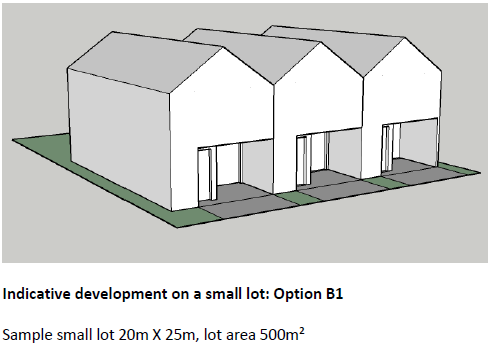 Indicative development on a small lot: Option B1
Sample small lot 20m X 25m, lot area 500m²